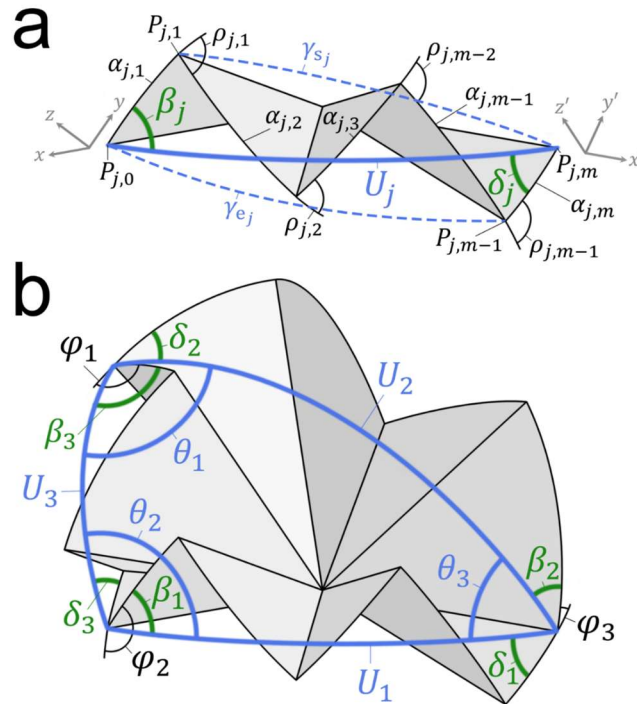 a
P_{j,1} ρ_{j,1} γ_{s_j} ρ_{j,m-2}
α_{j,1} α_{j,m-1}
z y z' y'
β_j α_{j,2} α_{j,3}
x x'
P_{j,0} U_j δ_j P_{j,m}
γ_{e_j} ρ_{j,2} P_{j,m-1} α_{j,m}
ρ_{j,m-1}
b
φ_1 δ_2
U_2
β_3 θ_1
U_3
θ_2
θ_3 β_2
δ_3 β_1 φ_3
φ_2 U_1 δ_1